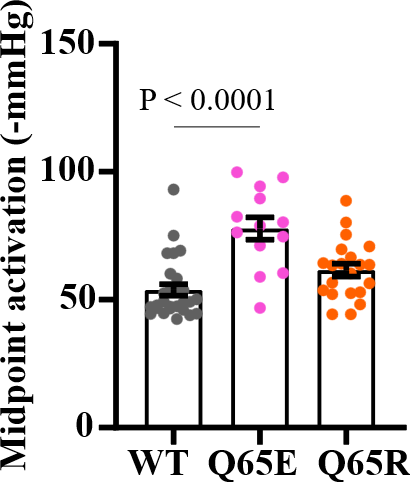 Midpoint activation (-mmHg)
150
100
50
0
P < 0.0001
WT Q65E Q65R